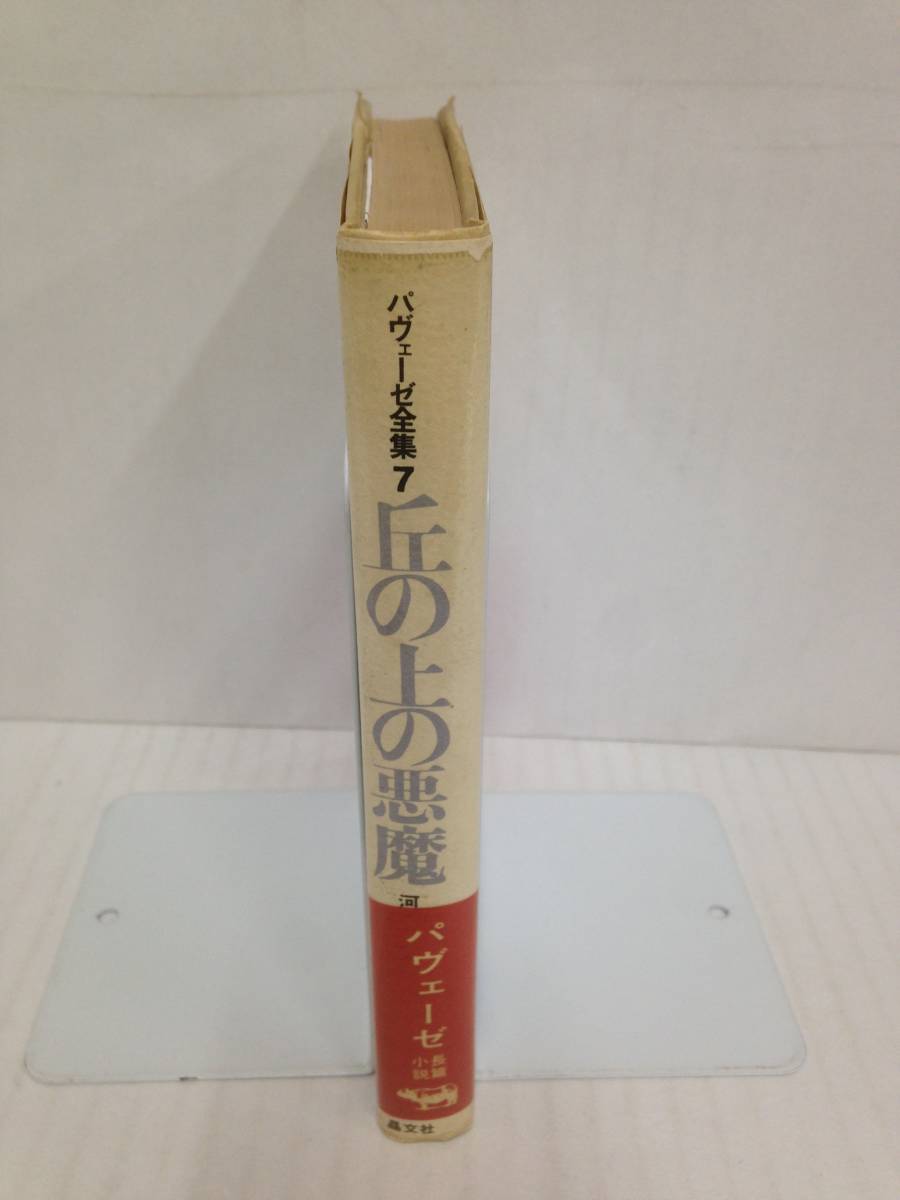 パヴェーゼ全集7
丘の上の悪魔
河
パヴェーゼ
長篇
小説
晶文社